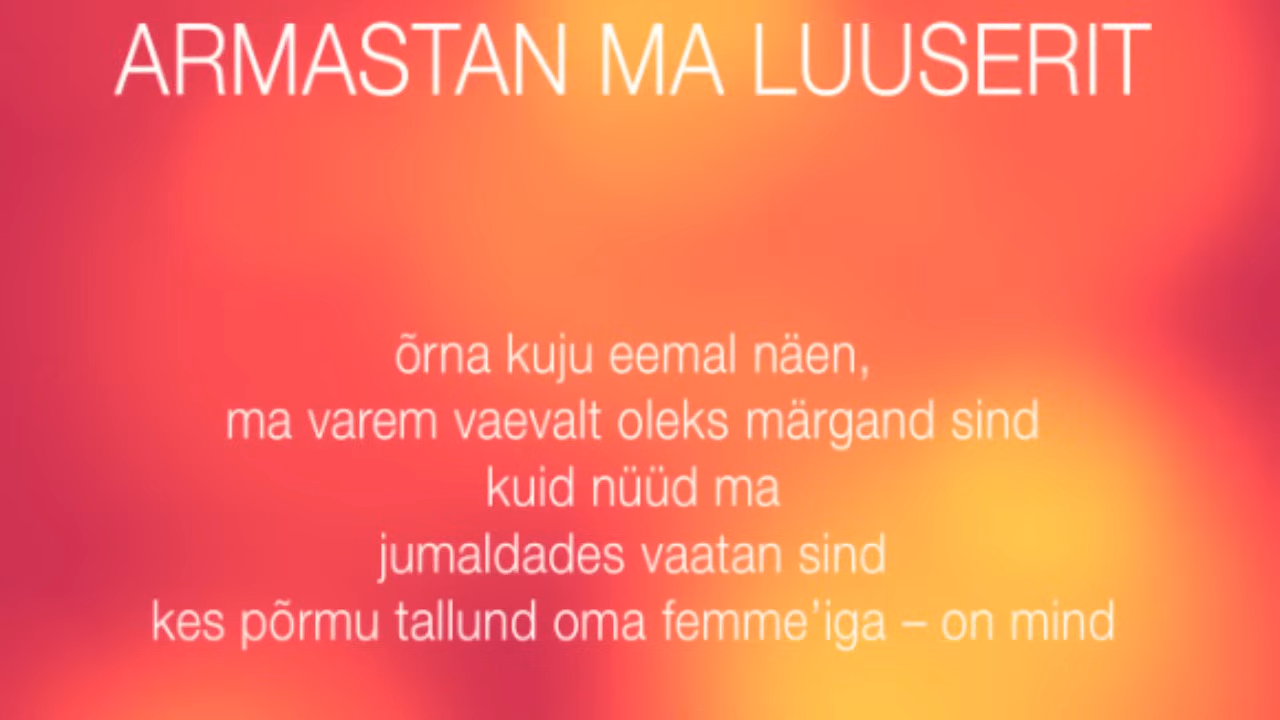 ARMASTAN MA LUUSERIT
õrna kuju eemal näen,
ma varem vaevalt oleks märgand sind
kuid nüüd ma
jumaldades vaatan sind
kes põrmu tallund oma femme’iga – on mind